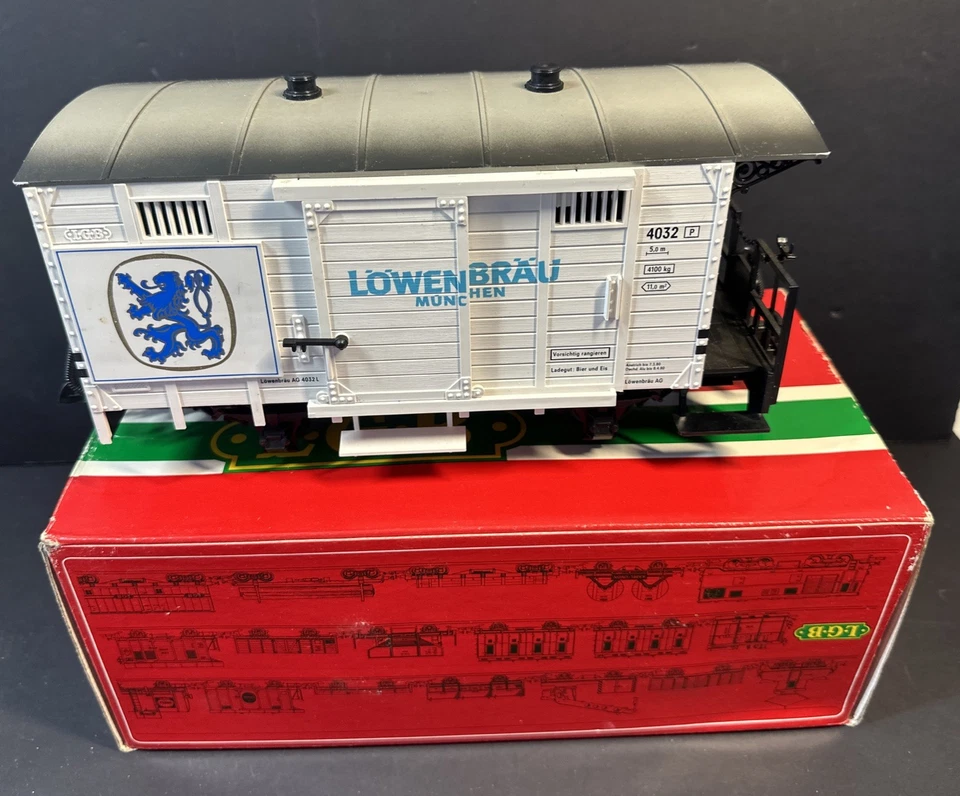 LGB
4032 P
5,0 m
4100 kg
11,0 m²
LÖWENBRÄU
MÜNCHEN
Vorsichtig rangieren
Ladegut: Bier und Eis
Löwenbräu AG 4032 L
Löwenbräu AG
LGB